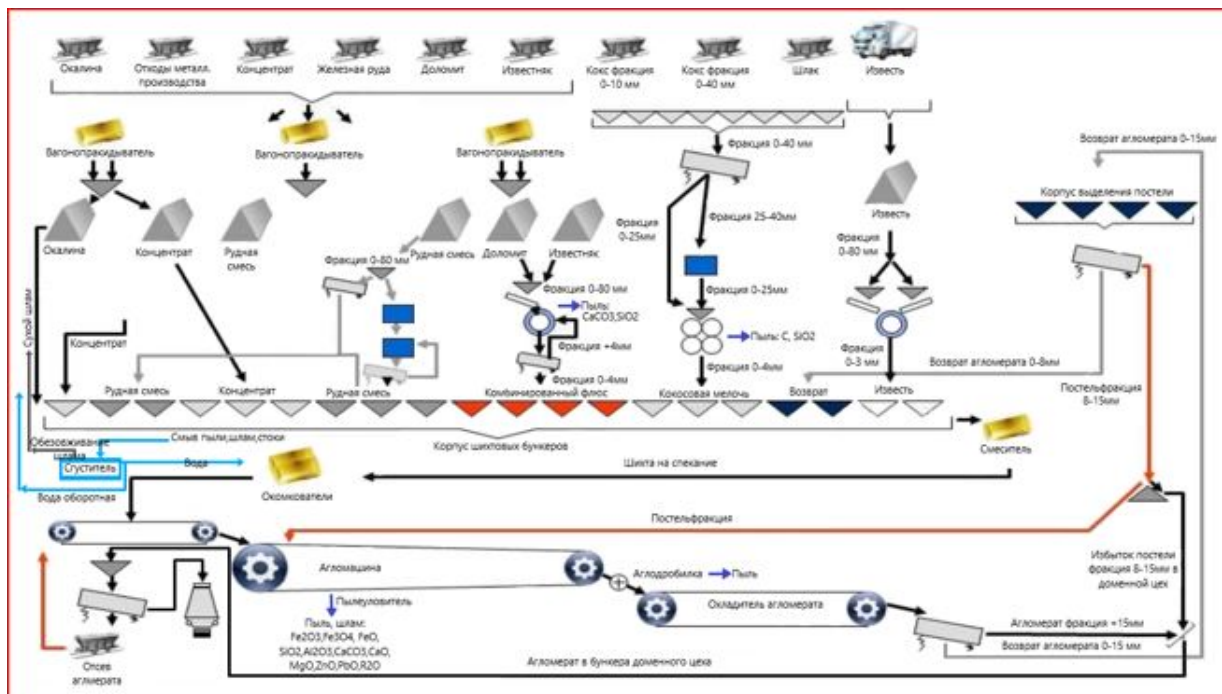 Окалина
Отходы металл.
производства
Концентрат
Железная руда
Доломит
Известняк
Кокс фракция
0-10 мм
Кокс фракция
0-40 мм
Шлак
Известь
Вагонопракидыватель
Вагонопракидыватель
Вагонопракидыватель
Фракция 0-40 мм
Возврат агломерата 0-15мм
Корпус выделения постели
Окалина
Концентрат
Рудная
смесь
Фракция 0-80 мм
Рудная смесь
Доломит
Известняк
Фракция
0-25мм
Фракция 25-40мм
Известь
Фракция
0-80 мм
Фракция 0-80 мм
Пыль:
CaCO3,SiO2
Фракция 0-25мм
Фракция +4мм
Пыль: C, SiO2
Сухой шлам
Концентрат
Фракция 0-4мм
Фракция 0-4мм
Фракция
0-3 мм
Возврат агломерата 0-8мм
Постельфракция
8-15мм
Рудная смесь
Концентрат
Рудная смесь
Комбинированный флюс
Кокосовая мелочь
Возврат
Известь
Корпус шихтовых бункеров
Смеситель
Обезовживание
шлама
Смыв пыли,шлам,стоки
Сгуститель
Вода
Вода оборотная
Окомкователи
Шихта на спекание
Постельфракция
Агломашина
Аглодробилка
Пыль
Избыток постели
фракция 8-15мм в
доменной цех
Пылеуловитель
Охладитель агломерата
Пыль, шлам:
Fe2O3,Fe3O4, FeO,
SiO2,Al2O3,CaCO3,CaO,
MgO,ZnO,PbO,R2O
Агломерат фракция +15мм
Возврат агломерата 0-15 мм
Отсев
аглмерата
Агломерат в бункера доменного цеха